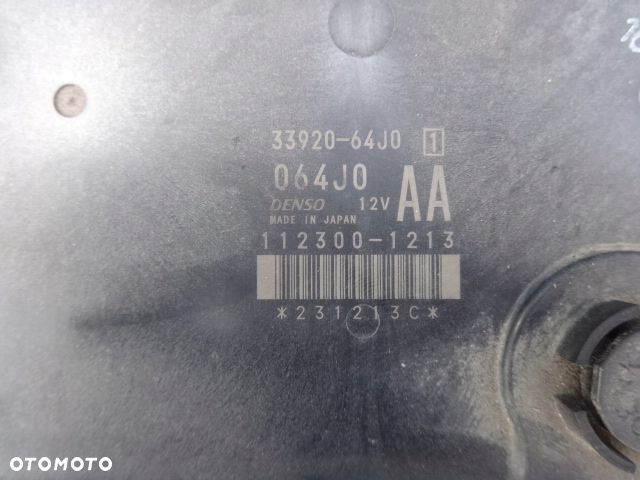 33920-64J0 1
064J0 AA
DENSO 12V
MADE IN JAPAN
112300-1213
*231213C*
OTOMOTO